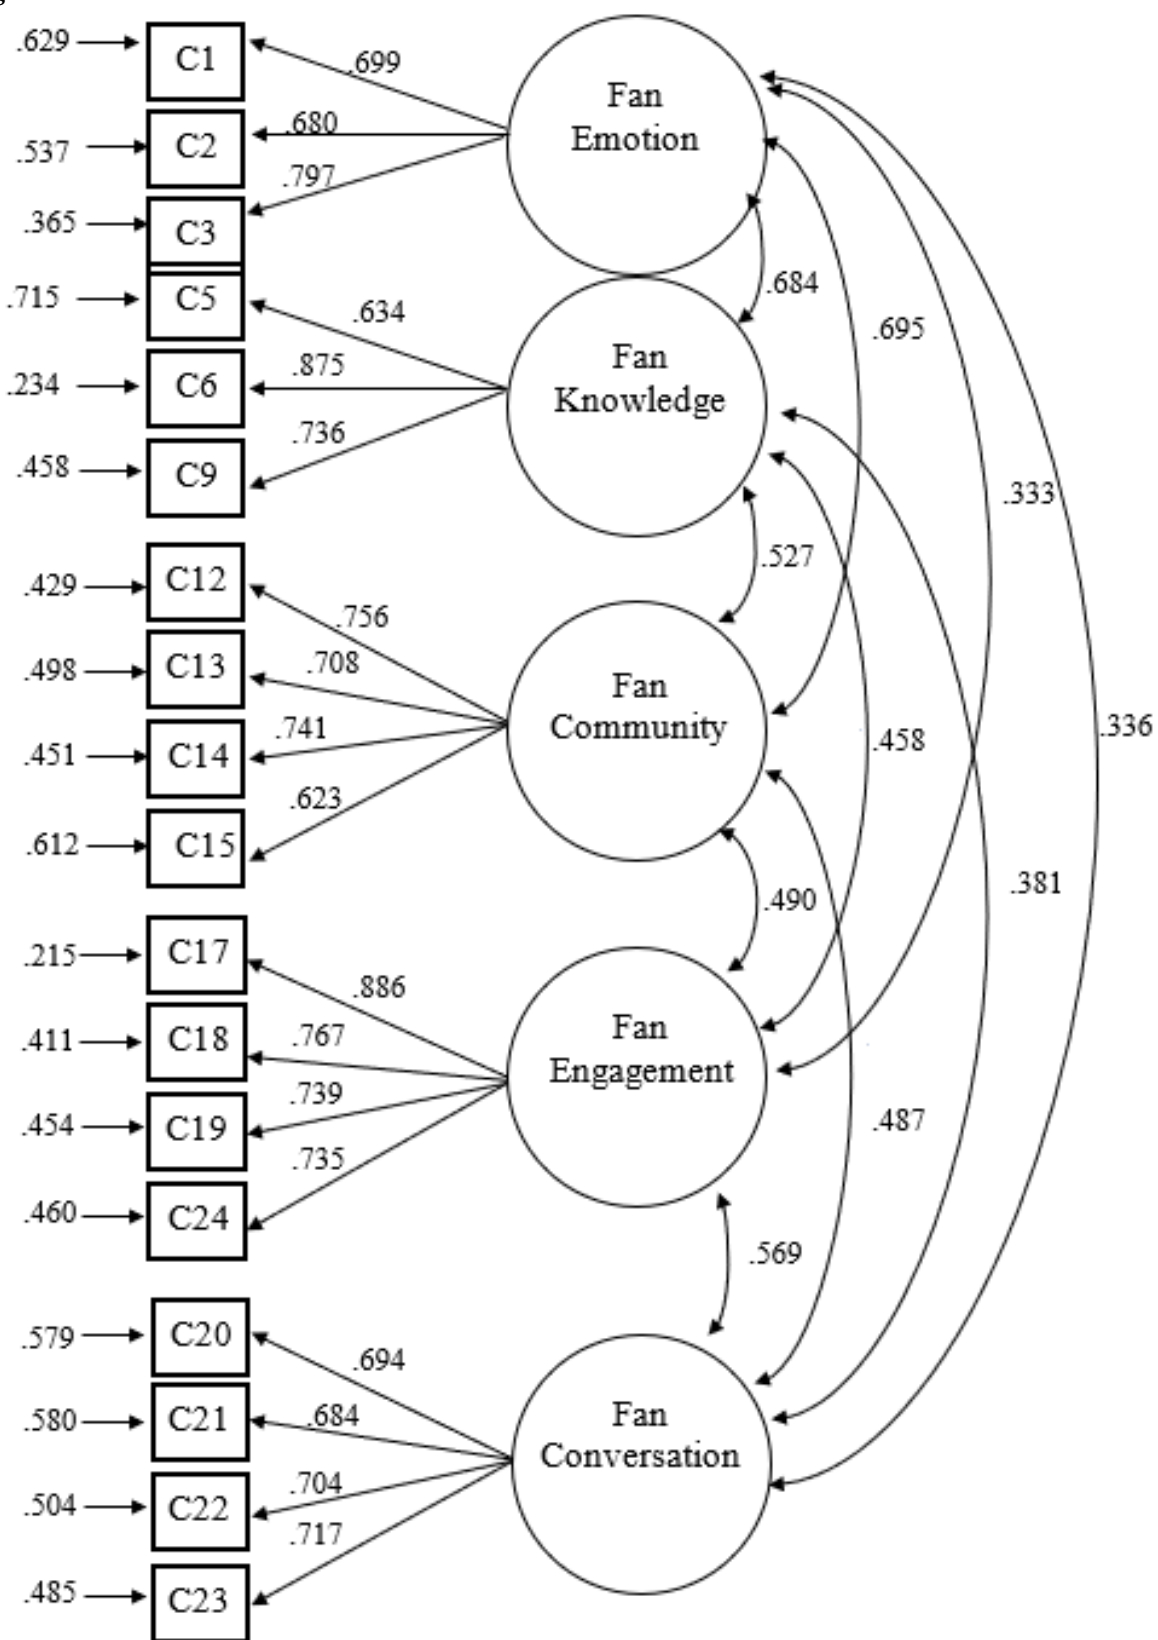 .629
C1
.699
.537
C2
.680
.365
C3
.797
Fan
Emotion
.715
C5
.634
.234
C6
.875
.458
C9
.736
Fan
Knowledge
.429
C12
.756
.498
C13
.708
.451
C14
.741
.612
C15
.623
Fan
Community
.215
C17
.886
.411
C18
.767
.454
C19
.739
.460
C24
.735
Fan
Engagement
.579
C20
.694
.580
C21
.684
.504
C22
.704
.485
C23
.717
Fan
Conversation
.684
.695
.333
.527
.458
.336
.381
.490
.487
.569